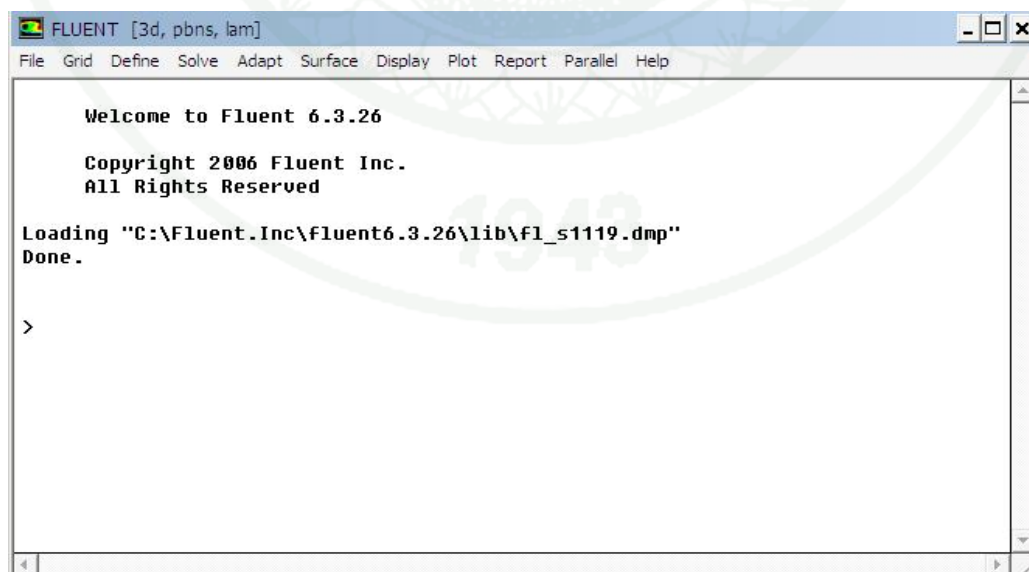 FLUENT [3d, pbns, lam]
File Grid Define Solve Adapt Surface Display Plot Report Parallel Help
Welcome to Fluent 6.3.26
Copyright 2006 Fluent Inc.
All Rights Reserved
Loading "C:\Fluent.Inc\fluent6.3.26\lib\fl_s1119.dmp"
Done.
>
1943